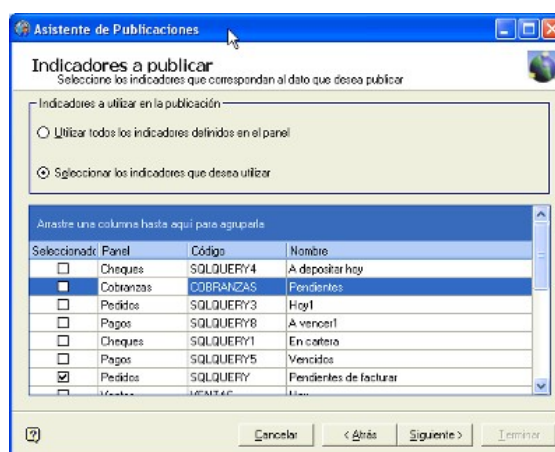 Asistente de Publicaciones
Indicadores a publicar
Seleccione los indicadores que correspondan al dato que desea publicar
Indicadores a utilizar en la publicación
Utilizar todos los indicadores definidos en el panel
Seleccionar los indicadores que desea utilizar
Arrastre una columna hasta aquí para agruparla
Seleccionado Panel Código Nombre
Cheques SQLQUERY4 A depositar hoy
Cobranzas COBRANZAS Pendientes
Pedidos SQLQUERY3 Hoy1
Pagos SQLQUERY8 A vencer1
Cheques SQLQUERY1 En cartera
Pagos SQLQUERY5 Vencidos
Pedidos SQLQUERY Pendientes de facturar
Ventas VENTAS Hoy
Cancelar < Atrás Siguiente > Terminar